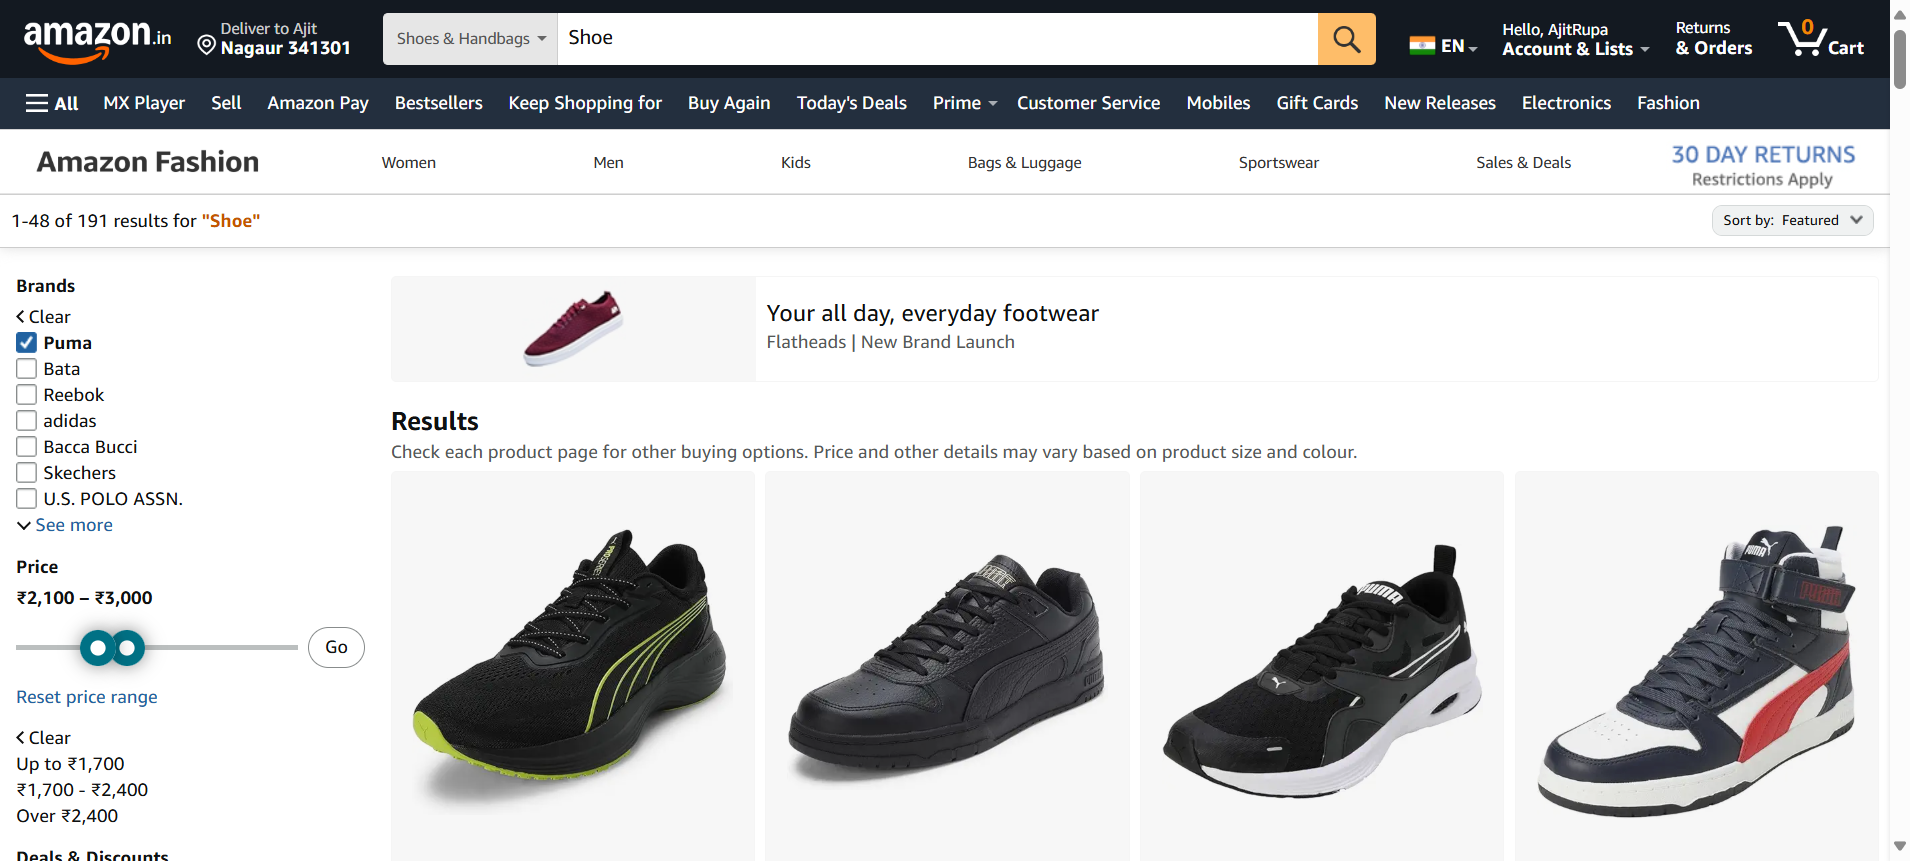 amazon.in
Deliver to Ajit
Nagaur 341301
Shoes & Handbags
Shoe
EN
Hello, AjitRupa
Account & Lists
Returns
& Orders
0
Cart
All
MX Player
Sell
Amazon Pay
Bestsellers
Keep Shopping for
Buy Again
Today's Deals
Prime
Customer Service
Mobiles
Gift Cards
New Releases
Electronics
Fashion
Amazon Fashion
Women
Men
Kids
Bags & Luggage
Sportswear
Sales & Deals
30 DAY RETURNS
Restrictions Apply
1-48 of 191 results for "Shoe"
Sort by: Featured
Brands
Clear
Puma
Bata
Reebok
adidas
Bacca Bucci
Skechers
U.S. POLO ASSN.
See more
Price
₹2,100 – ₹3,000
Go
Reset price range
Clear
Up to ₹1,700
₹1,700 - ₹2,400
Over ₹2,400
Deals & Discounts
Your all day, everyday footwear
Flatheads | New Brand Launch
Results
Check each product page for other buying options. Price and other details may vary based on product size and colour.
PUMA
PUMA
PUMA